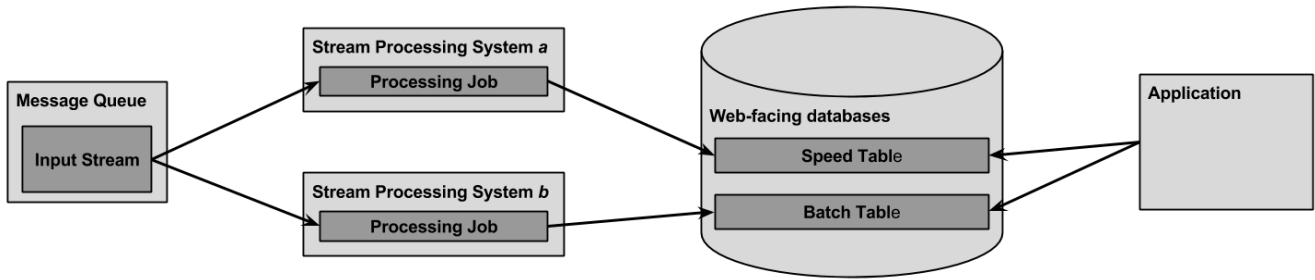 Message Queue
Input Stream
Stream Processing System a
Processing Job
Stream Processing System b
Processing Job
Web-facing databases
Speed Table
Batch Table
Application